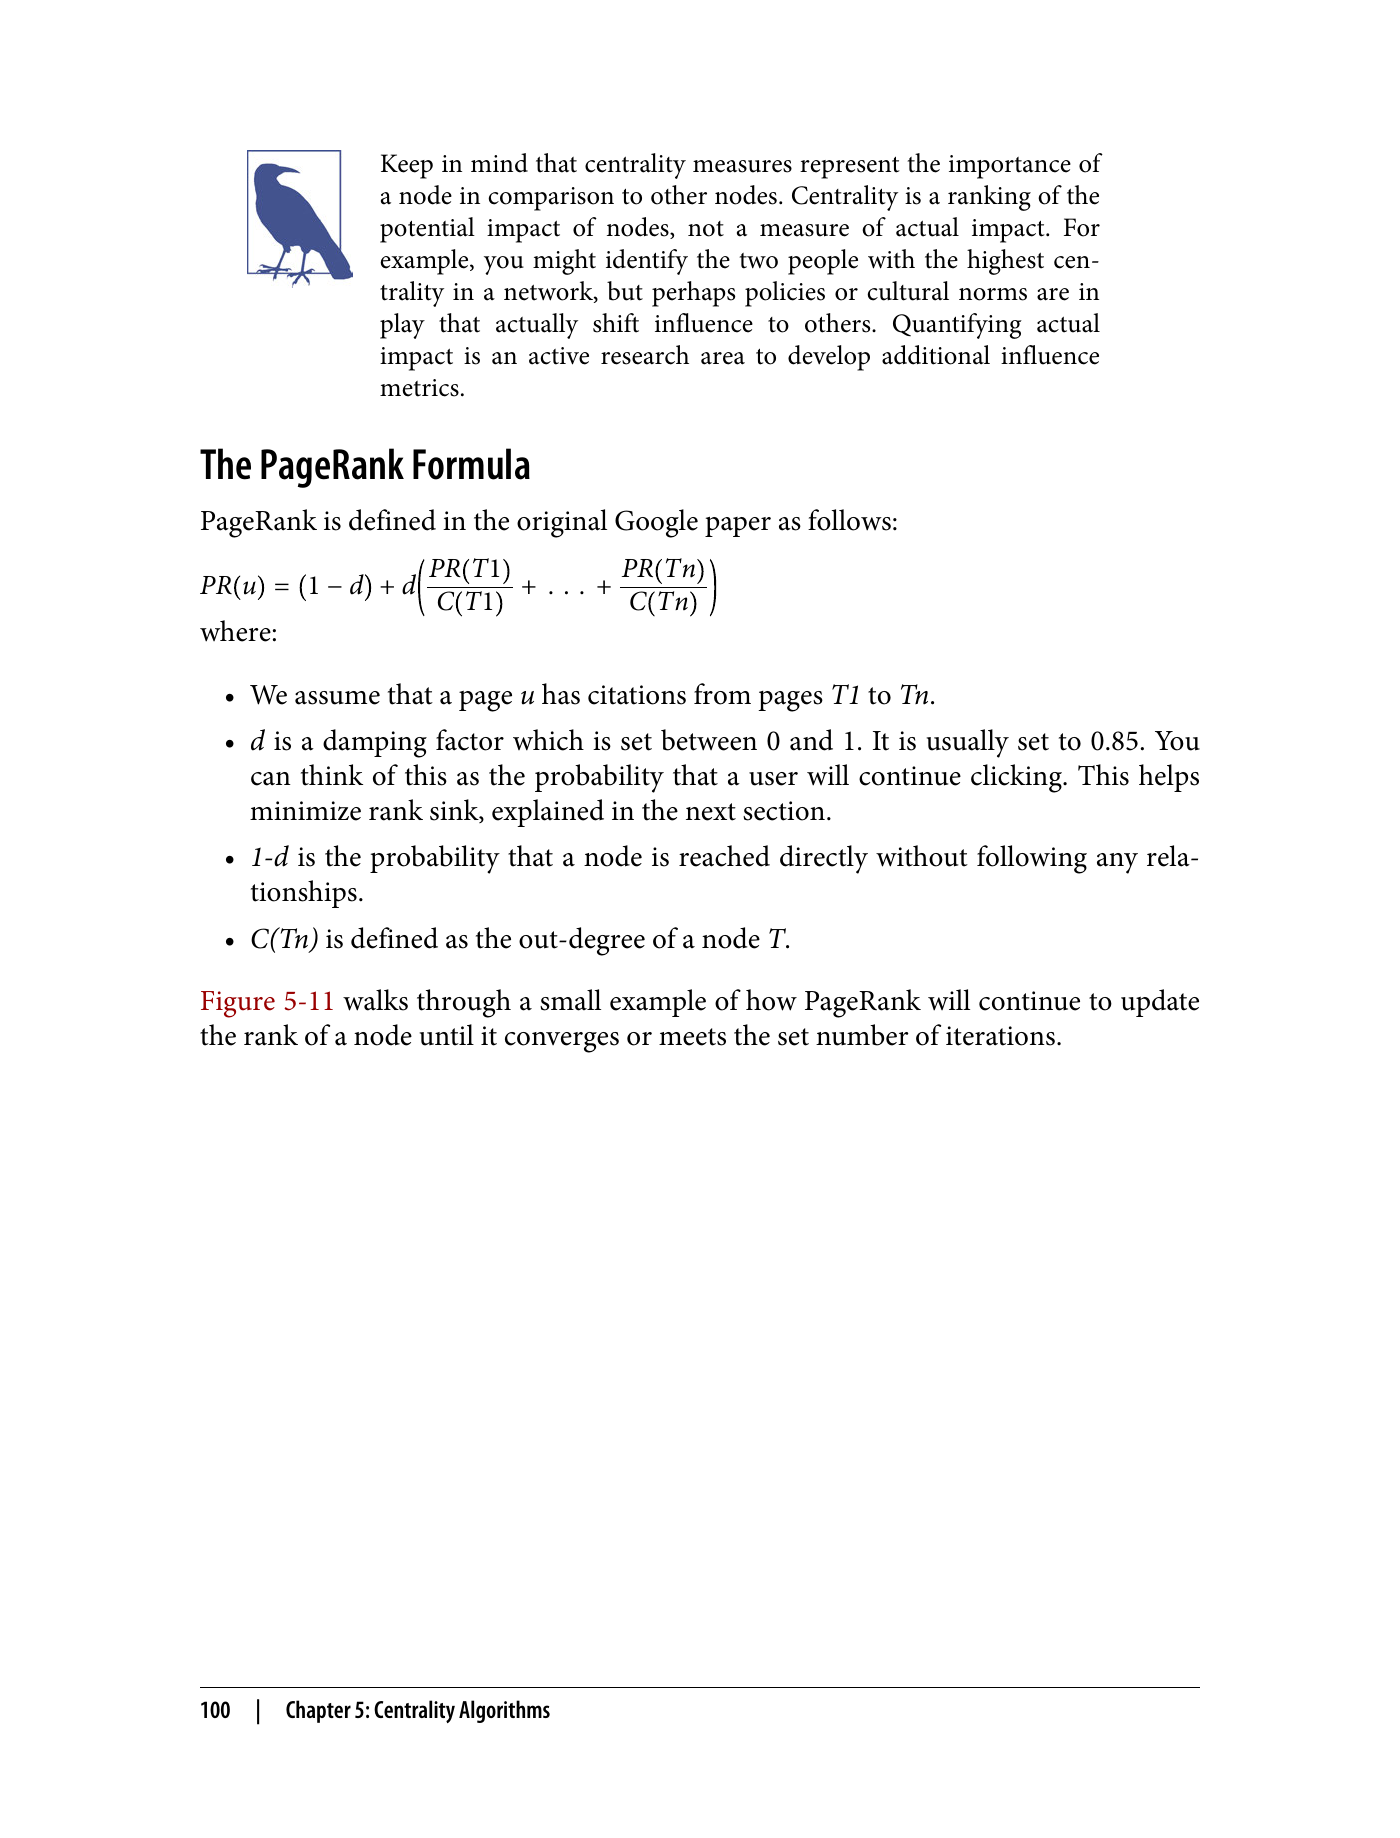 Keep in mind that centrality measures represent the importance of
a node in comparison to other nodes. Centrality is a ranking of the
potential impact of nodes, not a measure of actual impact. For
example, you might identify the two people with the highest cen-
trality in a network, but perhaps policies or cultural norms are in
play that actually shift influence to others. Quantifying actual
impact is an active research area to develop additional influence
metrics.
The PageRank Formula
PageRank is defined in the original Google paper as follows:
PR(u) = (1 − d) + d(PR(T1)/C(T1) + . . . + PR(Tn)/C(Tn))
where:
• We assume that a page u has citations from pages T1 to Tn.
• d is a damping factor which is set between 0 and 1. It is usually set to 0.85. You
can think of this as the probability that a user will continue clicking. This helps
minimize rank sink, explained in the next section.
• 1-d is the probability that a node is reached directly without following any rela-
tionships.
• C(Tn) is defined as the out-degree of a node T.
Figure 5-11 walks through a small example of how PageRank will continue to update
the rank of a node until it converges or meets the set number of iterations.
100 | Chapter 5: Centrality Algorithms